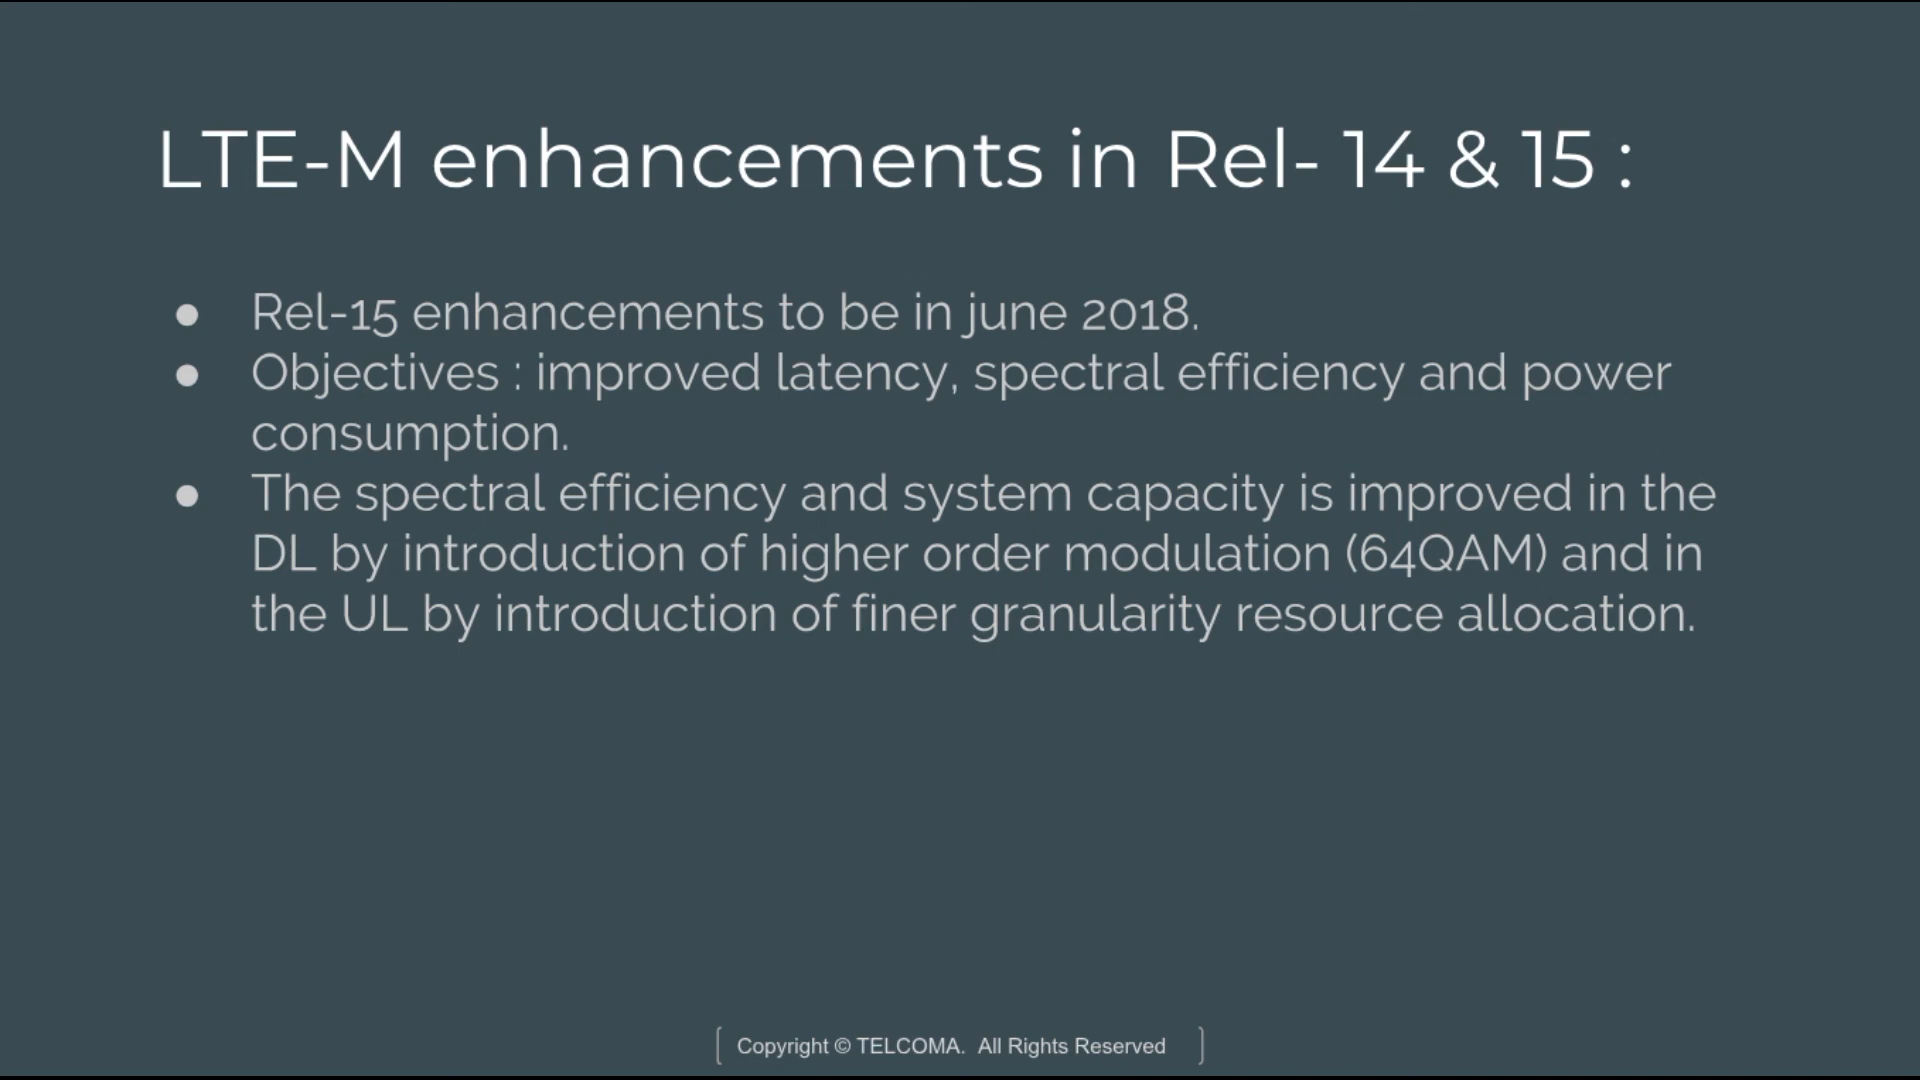 LTE-M enhancements in Rel- 14 & 15 :
● Rel-15 enhancements to be in june 2018.
● Objectives : improved latency, spectral efficiency and power
consumption.
● The spectral efficiency and system capacity is improved in the
DL by introduction of higher order modulation (64QAM) and in
the UL by introduction of finer granularity resource allocation.
Copyright © TELCOMA. All Rights Reserved